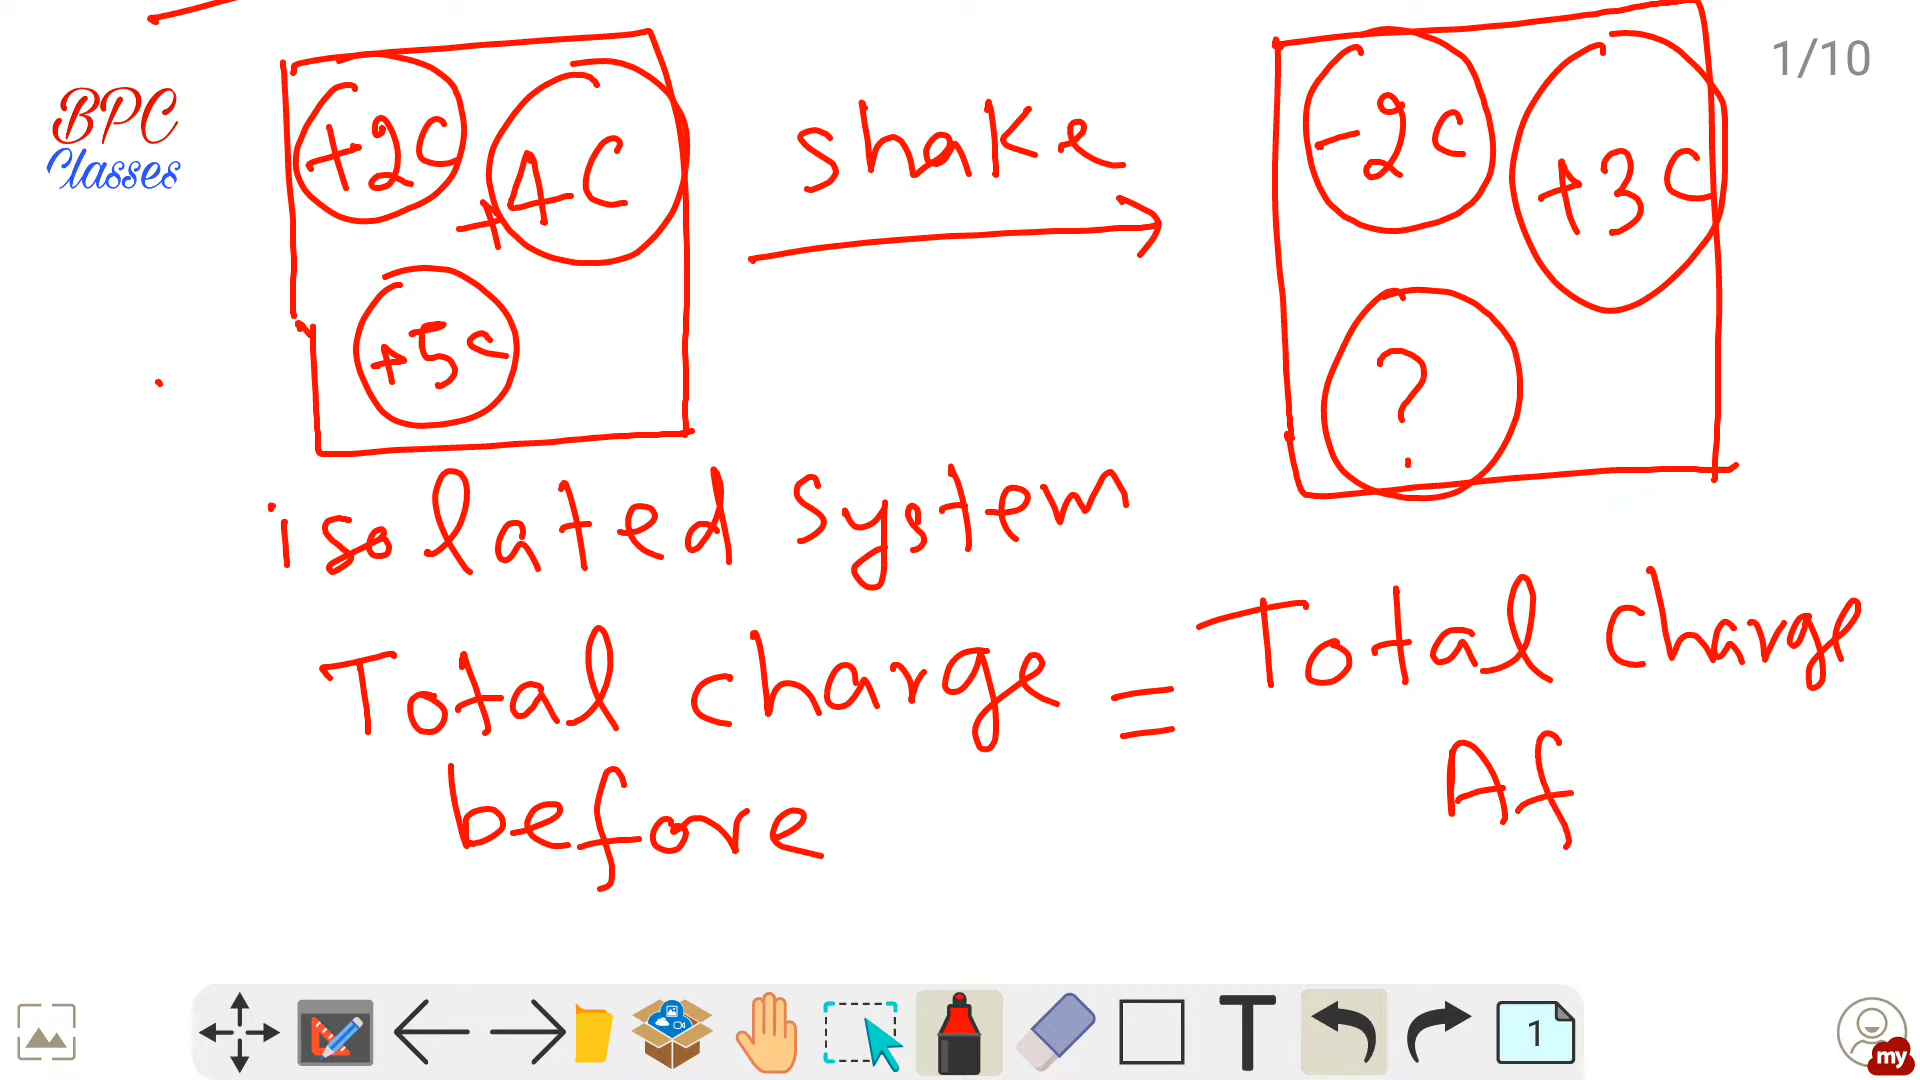 1/10
BPC
Classes
+2C
+4C
+5C
shake
-2C
+3C
?
isolated system
Total charge = Total charge
before Af
T
1
my